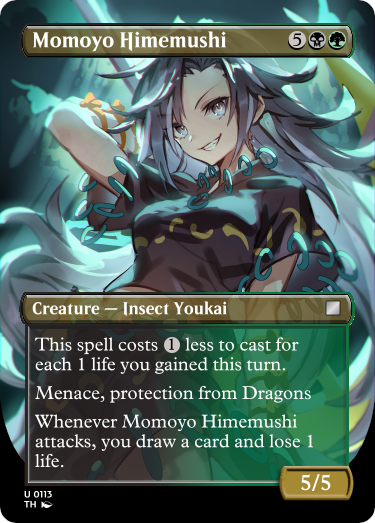 Momoyo Himemushi 5
Creature — Insect Youkai
This spell costs 1 less to cast for
each 1 life you gained this turn.
Menace, protection from Dragons
Whenever Momoyo Himemushi
attacks, you draw a card and lose 1
life.
5/5
U 0113
TH